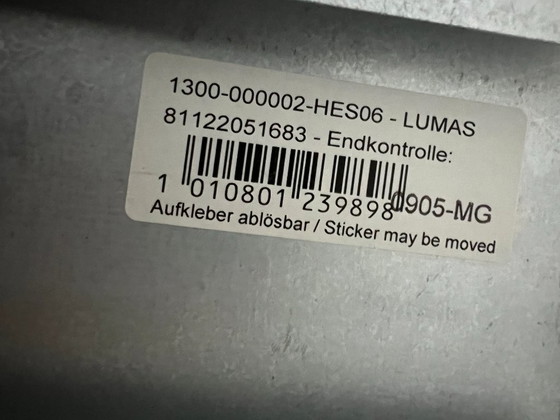 1300-000002-HES06 - LUMAS
81122051683 - Endkontrolle:
1 010801 239898 0905-MG
Aufkleber ablösbar / Sticker may be moved